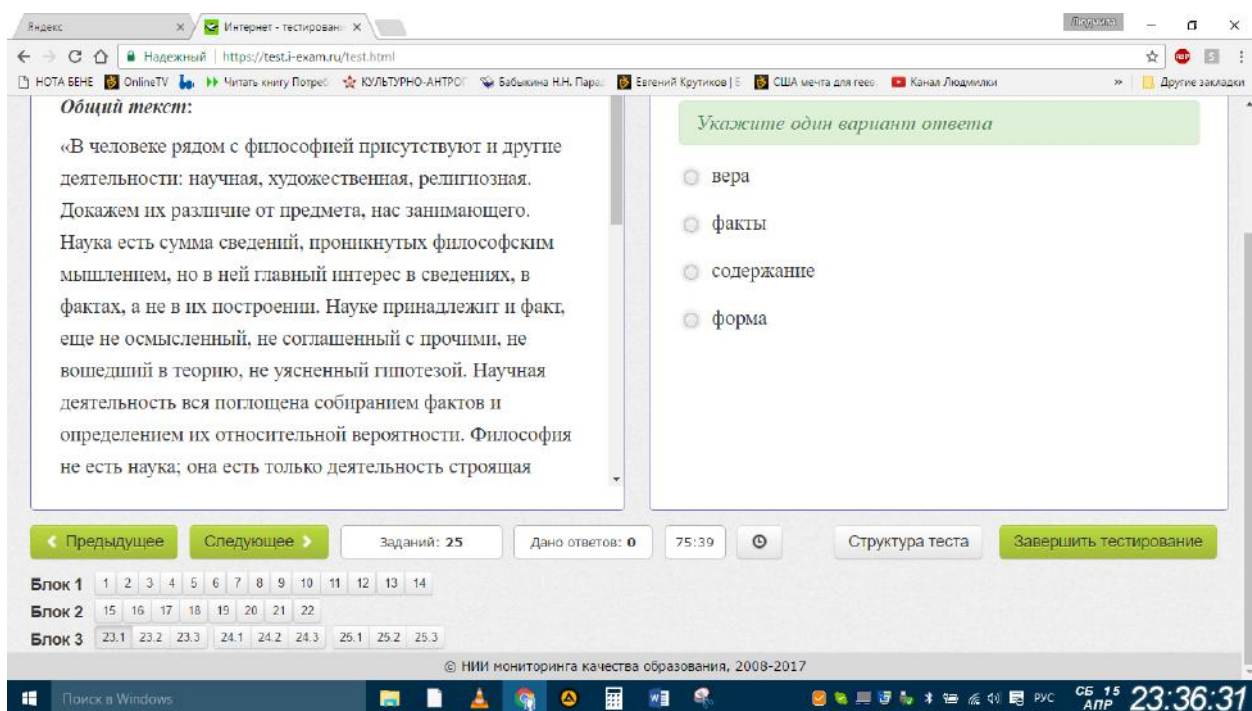 Яндекс
Интернет - тестирован
Людмила
Надежный
https://test.i-exam.ru/test.html
НОТА БЕНЕ
OnlineTV
Читать книгу Потреб
КУЛЬТУРНО-АНТРОГ
Бабыкина Н.Н. Пара
Евгений Крутиков | Б
США мечта для геев
Канал Людмилки
»
Другие закладки
Общий текст:
«В человеке рядом с философией присутствуют и другие
деятельности: научная, художественная, религиозная.
Докажем их различие от предмета, нас занимающего.
Наука есть сумма сведений, проникнутых философским
мышлением, но в ней главный интерес в сведениях, в
фактах, а не в их построении. Науке принадлежит и факт,
еще не осмысленный, не соглашенный с прочими, не
вошедший в теорию, не уясненный гипотезой. Научная
деятельность вся поглощена собиранием фактов и
определением их относительной вероятности. Философия
не есть наука; она есть только деятельность строящая
Укажите один вариант ответа
вера
факты
содержание
форма
Предыдущее
Следующее
Заданий: 25
Дано ответов: 0
75:39
Структура теста
Завершить тестирование
Блок 1 1 2 3 4 5 6 7 8 9 10 11 12 13 14
Блок 2 15 16 17 18 19 20 21 22
Блок 3 23.1 23.2 23.3 24.1 24.2 24.3 25.1 25.2 25.3
© НИИ мониторинга качества образования, 2008-2017
Поиск в Windows
РУС
СБ 15
АПР
23:36:31